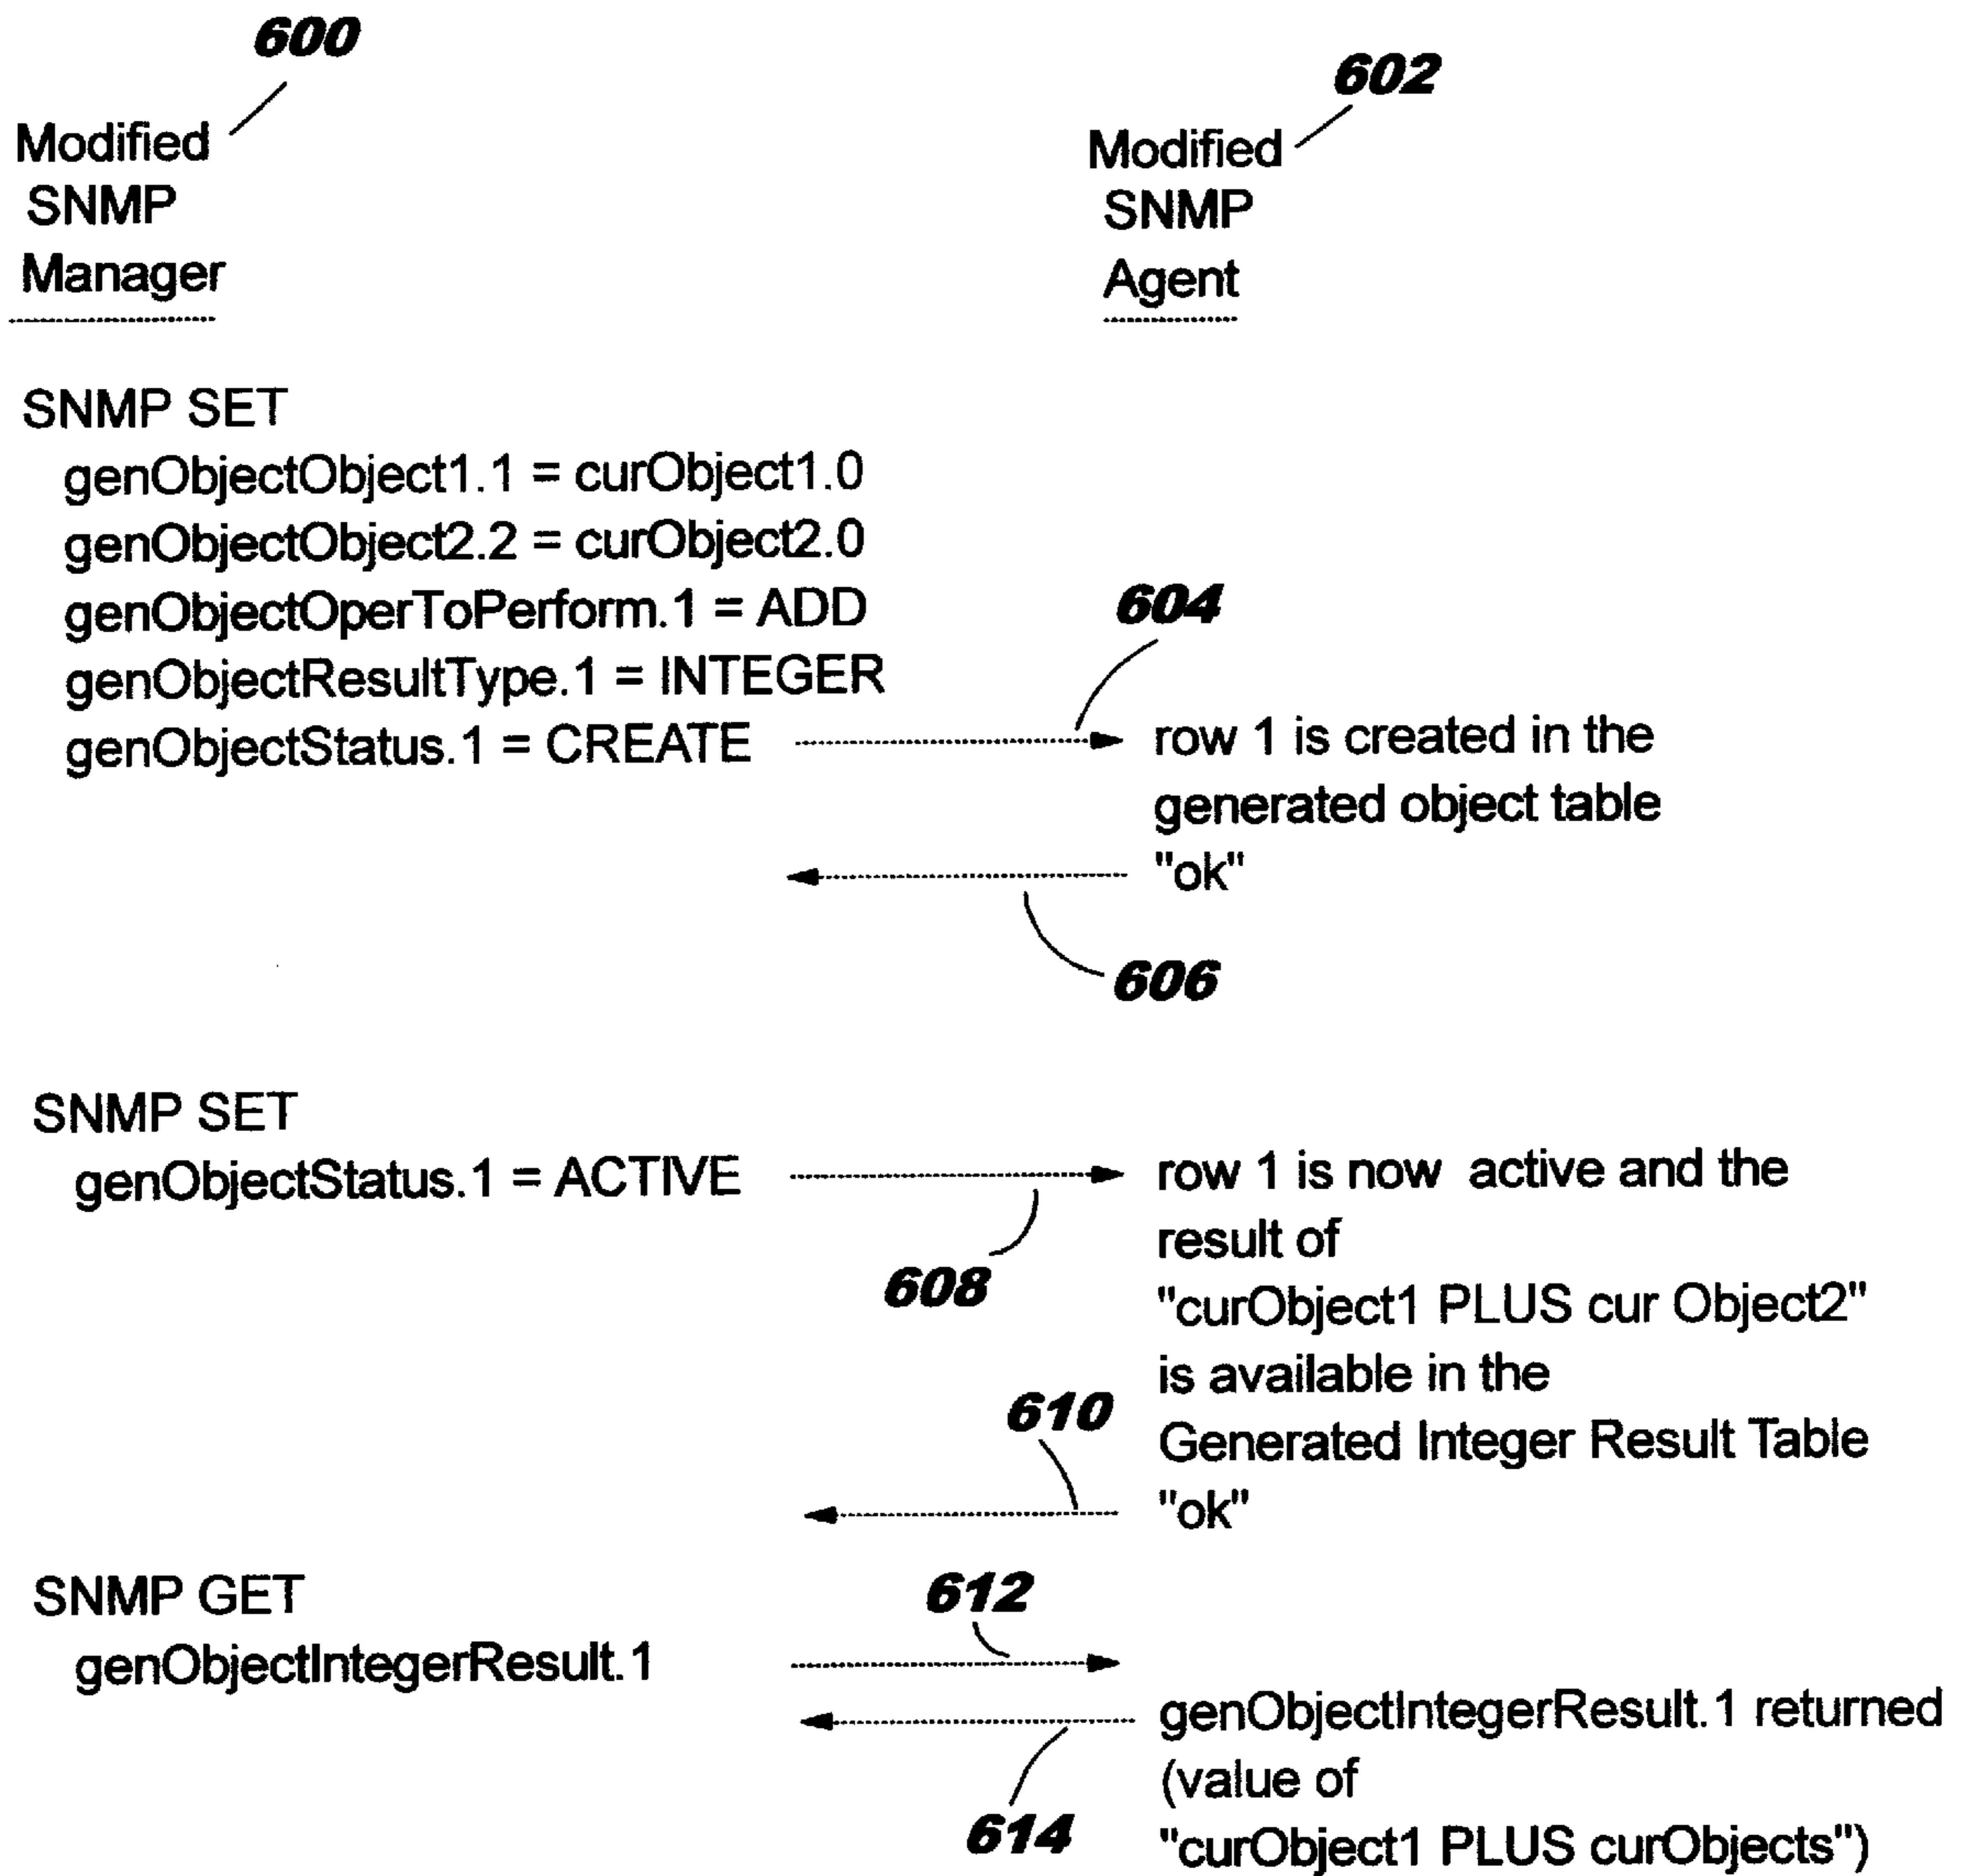 600
602
Modified
SNMP
Manager
Modified
SNMP
Agent
SNMP SET
genObjectObject1.1 = curObject1.0
genObjectObject2.2 = curObject2.0
genObjectOperToPerform.1 = ADD
genObjectResultType.1 = INTEGER
genObjectStatus.1 = CREATE
604
row 1 is created in the
generated object table
"ok"
606
SNMP SET
genObjectStatus.1 = ACTIVE
608
row 1 is now active and the
result of
"curObject1 PLUS cur Object2"
is available in the
Generated Integer Result Table
"ok"
610
SNMP GET
genObjectIntegerResult.1
612
genObjectIntegerResult.1 returned
(value of
"curObject1 PLUS curObjects")
614